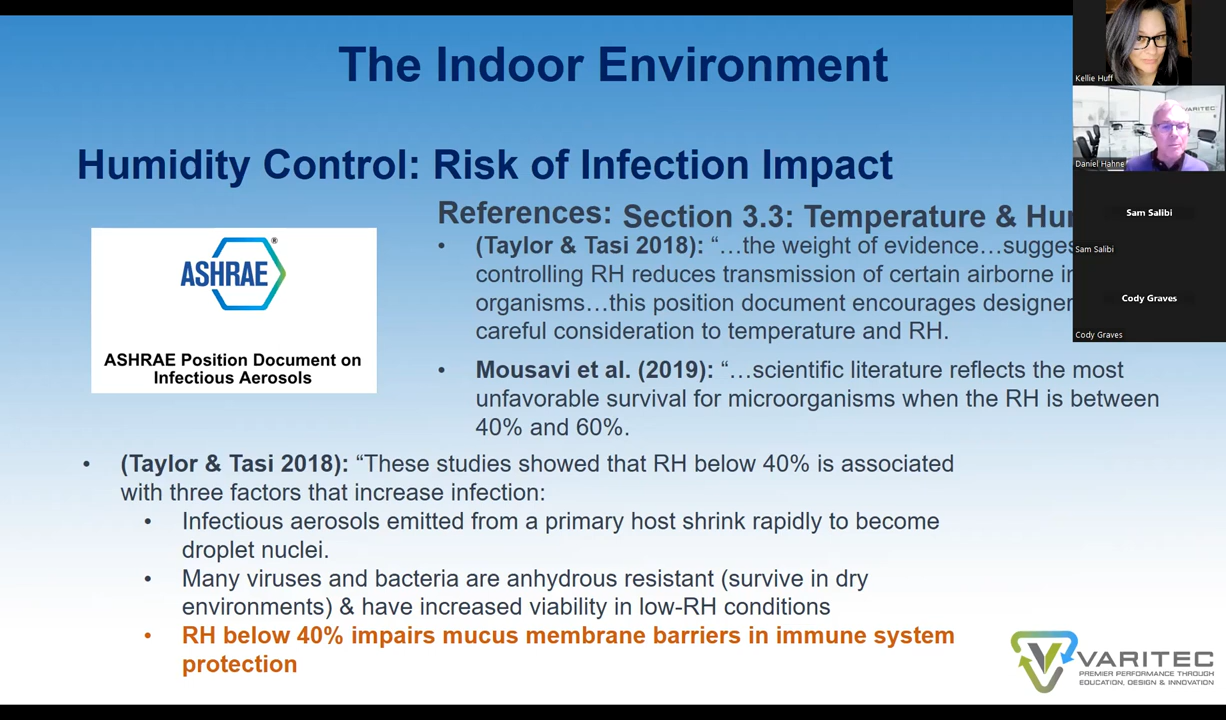 The Indoor Environment
Humidity Control: Risk of Infection Impact
References: Section 3.3: Temperature &
• (Taylor & Tasi 2018): “…the weight of evidence…
controlling RH reduces transmission of certain airborne
organisms…this position document encourages
careful consideration to temperature and RH.
• Mousavi et al. (2019): “…scientific literature reflects the most
unfavorable survival for microorganisms when the RH is between
40% and 60%.
ASHRAE®
ASHRAE Position Document on
Infectious Aerosols
• (Taylor & Tasi 2018): “These studies showed that RH below 40% is associated
with three factors that increase infection:
• Infectious aerosols emitted from a primary host shrink rapidly to become
droplet nuclei.
• Many viruses and bacteria are anhydrous resistant (survive in dry
environments) & have increased viability in low-RH conditions
• RH below 40% impairs mucus membrane barriers in immune system
protection
VARITEC
PREMIER PERFORMANCE THROUGH
EDUCATION, DESIGN & INNOVATION
Kellie Huff
VARITEC
Daniel Hahne
Sam Salibi
Sam Salibi
Cody Graves
Cody Graves